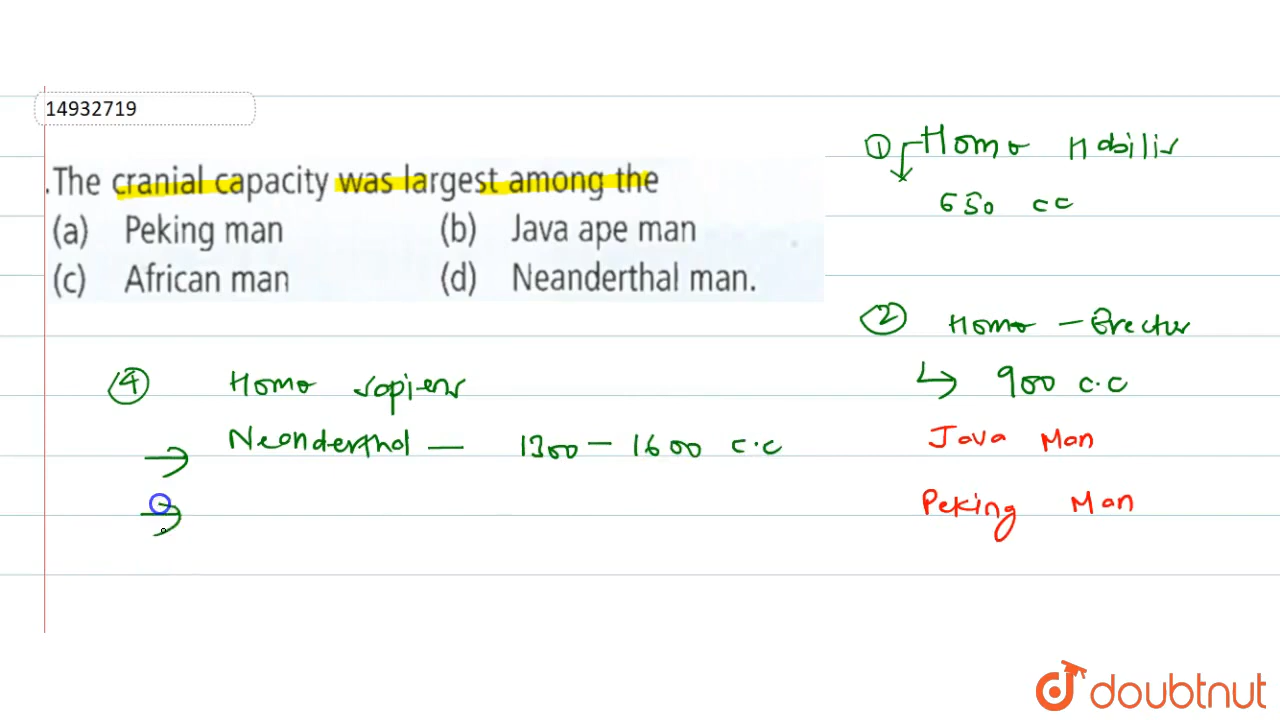 14932719
.The cranial capacity was largest among the
(a) Peking man (b) Java ape man
(c) African man (d) Neanderthal man.
① Homo Habilis
650 cc
② Homo - Erectus
↳ 900 c.c
Java Man
Peking Man
④ Homo sapiens
→ Neanderthal — 1300 - 1600 c.c
→
doubtnut